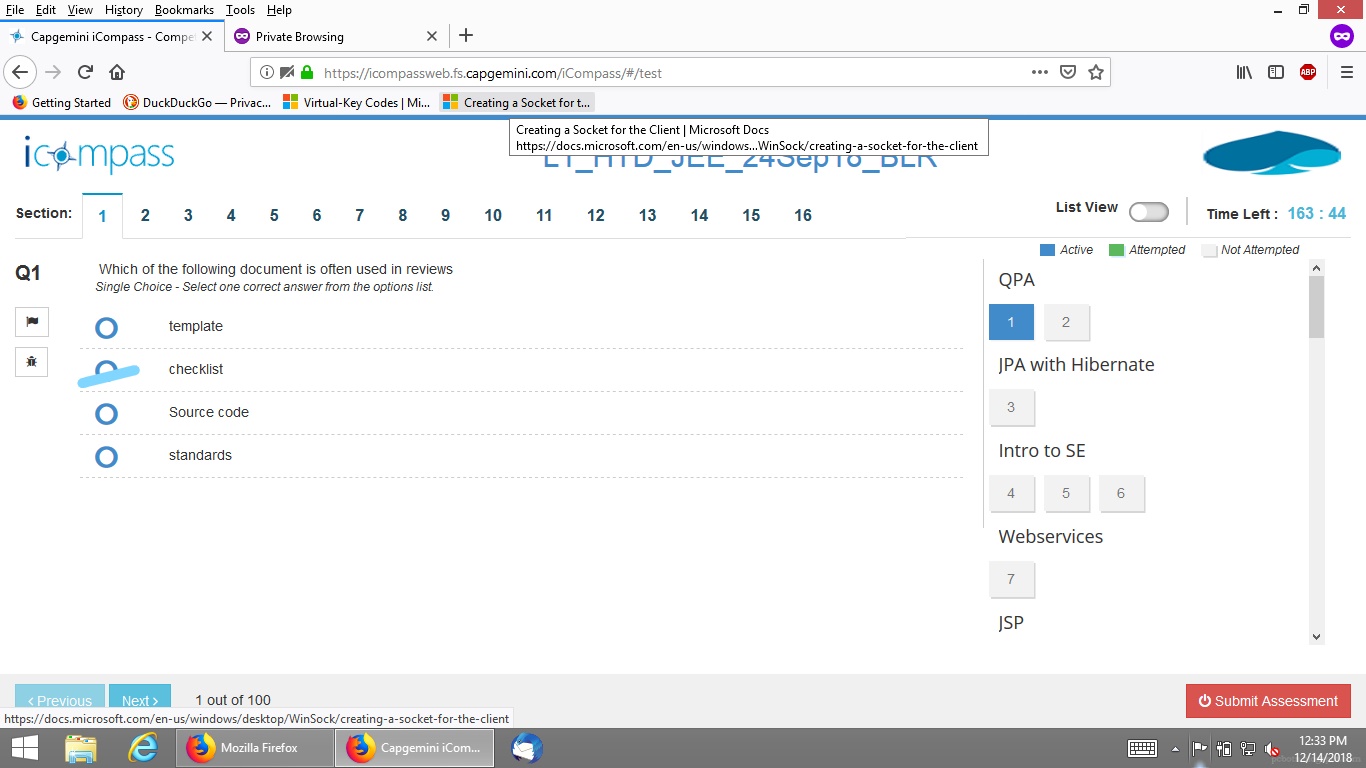 File Edit View History Bookmarks Tools Help
Capgemini iCompass - Compe
Private Browsing
https://icompassweb.fs.capgemini.com/iCompass/#/test
ABP
Getting Started
DuckDuckGo — Privac...
Virtual-Key Codes | Mi...
Creating a Socket for t...
Creating a Socket for the Client | Microsoft Docs
https://docs.microsoft.com/en-us/windows...WinSock/creating-a-socket-for-the-client
icompass
LT_HTD_JEE_24Sep18_BLR
Section: 1 2 3 4 5 6 7 8 9 10 11 12 13 14 15 16
List View
Time Left : 163 : 44
Active Attempted Not Attempted
Q1
Which of the following document is often used in reviews
Single Choice - Select one correct answer from the options list.
template
checklist
Source code
standards
QPA
1 2
JPA with Hibernate
3
Intro to SE
4 5 6
Webservices
7
JSP
‹ Previous
Next ›
1 out of 100
Submit Assessment
https://docs.microsoft.com/en-us/windows/desktop/WinSock/creating-a-socket-for-the-client
Mozilla Firefox
Capgemini iCom...
12:33 PM
12/14/2018